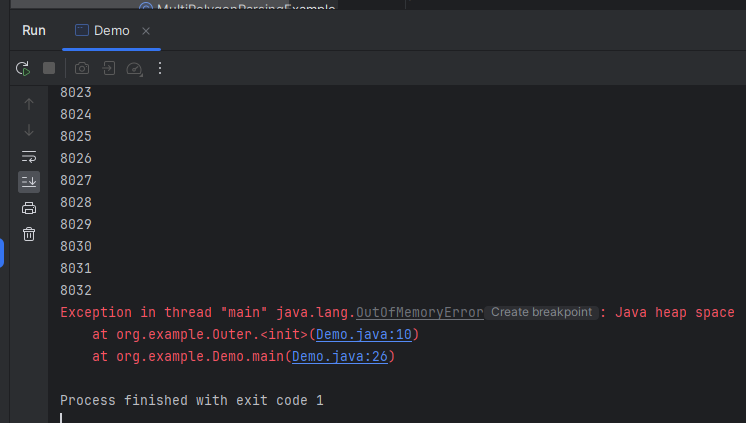 MultiPolygonParsingExample
Run Demo
8023
8024
8025
8026
8027
8028
8029
8030
8031
8032
Exception in thread "main" java.lang.OutOfMemoryError Create breakpoint : Java heap space
at org.example.Outer.<init>(Demo.java:10)
at org.example.Demo.main(Demo.java:26)
Process finished with exit code 1